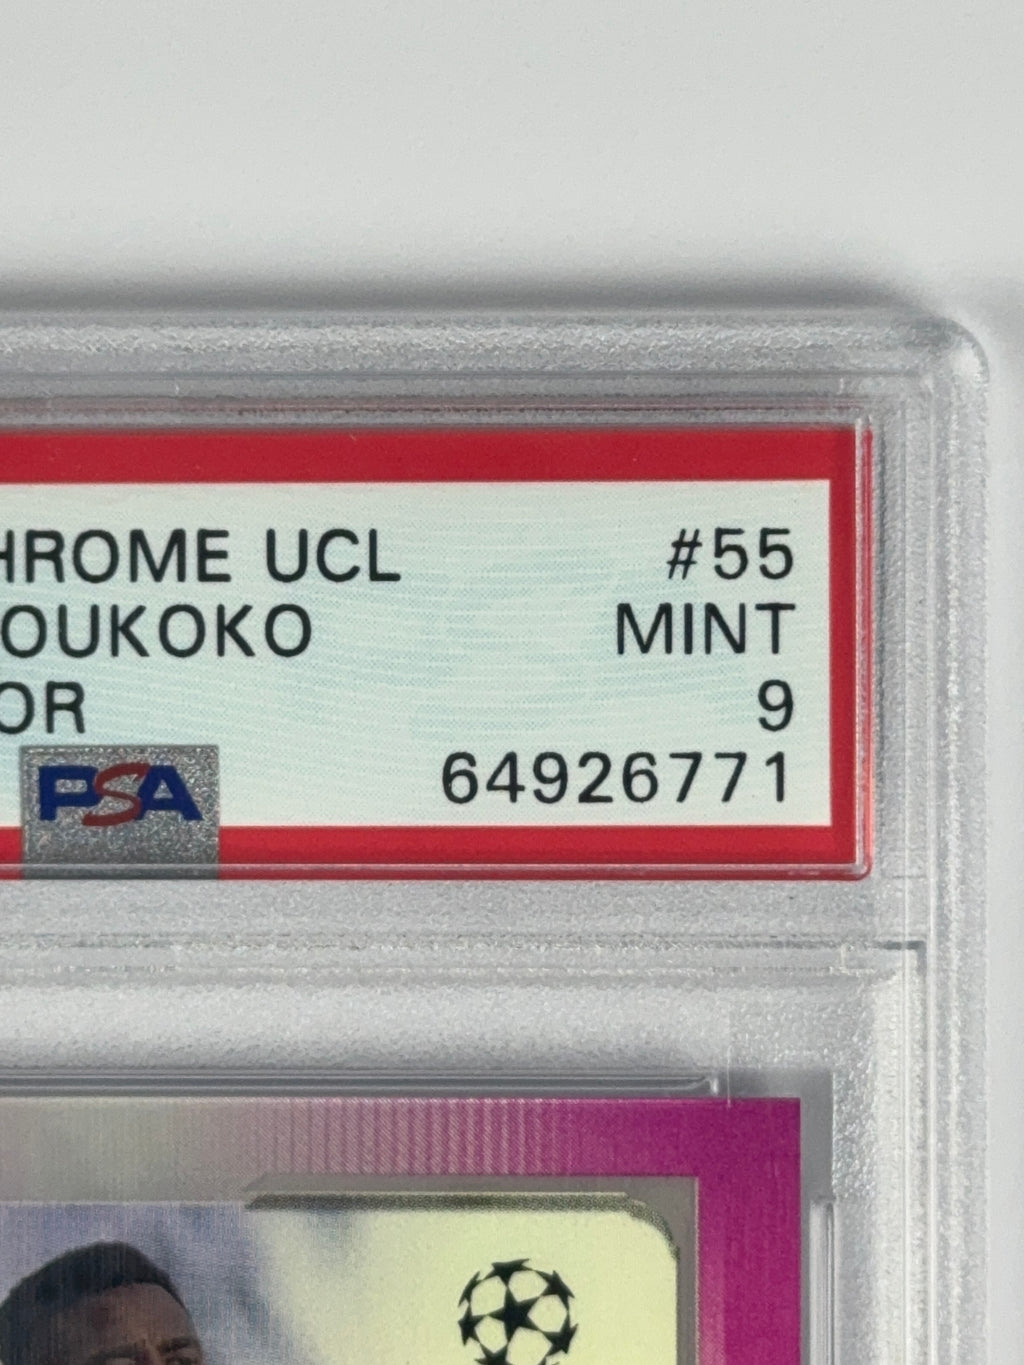 HROME UCL #55
OUKOKO MINT
OR 9
PSA 64926771